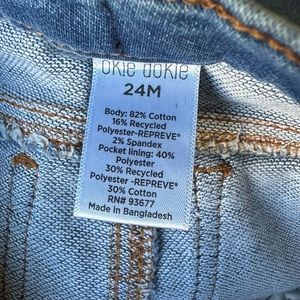 okie dokie
24M
Body: 82% Cotton
16% Recycled
Polyester-REPREVE*
2% Spandex
Pocket lining: 40%
Polyester
30% Recycled
Polyester -REPREVE*
30% Cotton
RN# 93677
Made in Bangladesh